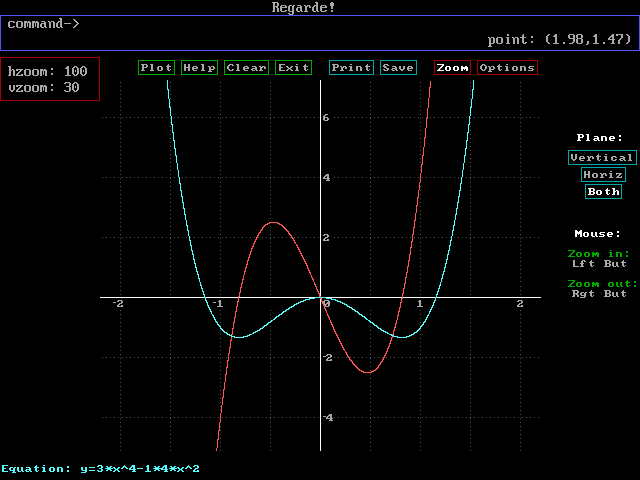 Regarde!
command->
point: (1.98,1.47)
hzoom: 100
vzoom: 30
Plot Help Clear Exit Print Save Zoom Options
6
4
2
-2 -1 0 1 2
-2
-4
Plane:
Vertical
Horiz
Both
Mouse:
Zoom in:
Lft But
Zoom out:
Rgt But
Equation: y=3*x^4-1*4*x^2